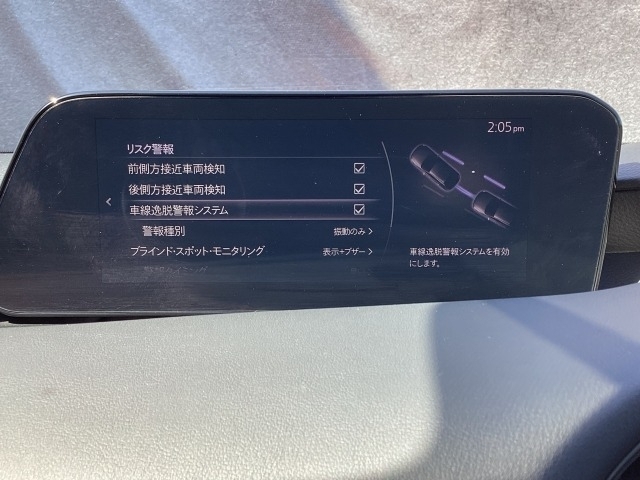 2:05pm
リスク警報
前側方接近車両検知
後側方接近車両検知
車線逸脱警報システム
警報種別 振動のみ
ブラインド・スポット・モニタリング 表示+ブザー
車線逸脱警報システムを有効
にします。